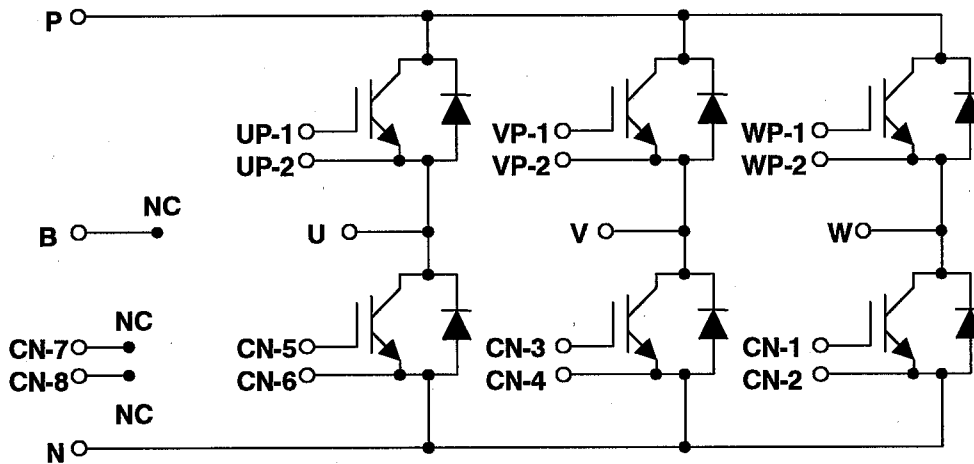 P
UP-1
VP-1
WP-1
UP-2
VP-2
WP-2
NC
B
U
V
W
NC
CN-7
CN-5
CN-3
CN-1
CN-8
CN-6
CN-4
CN-2
NC
N